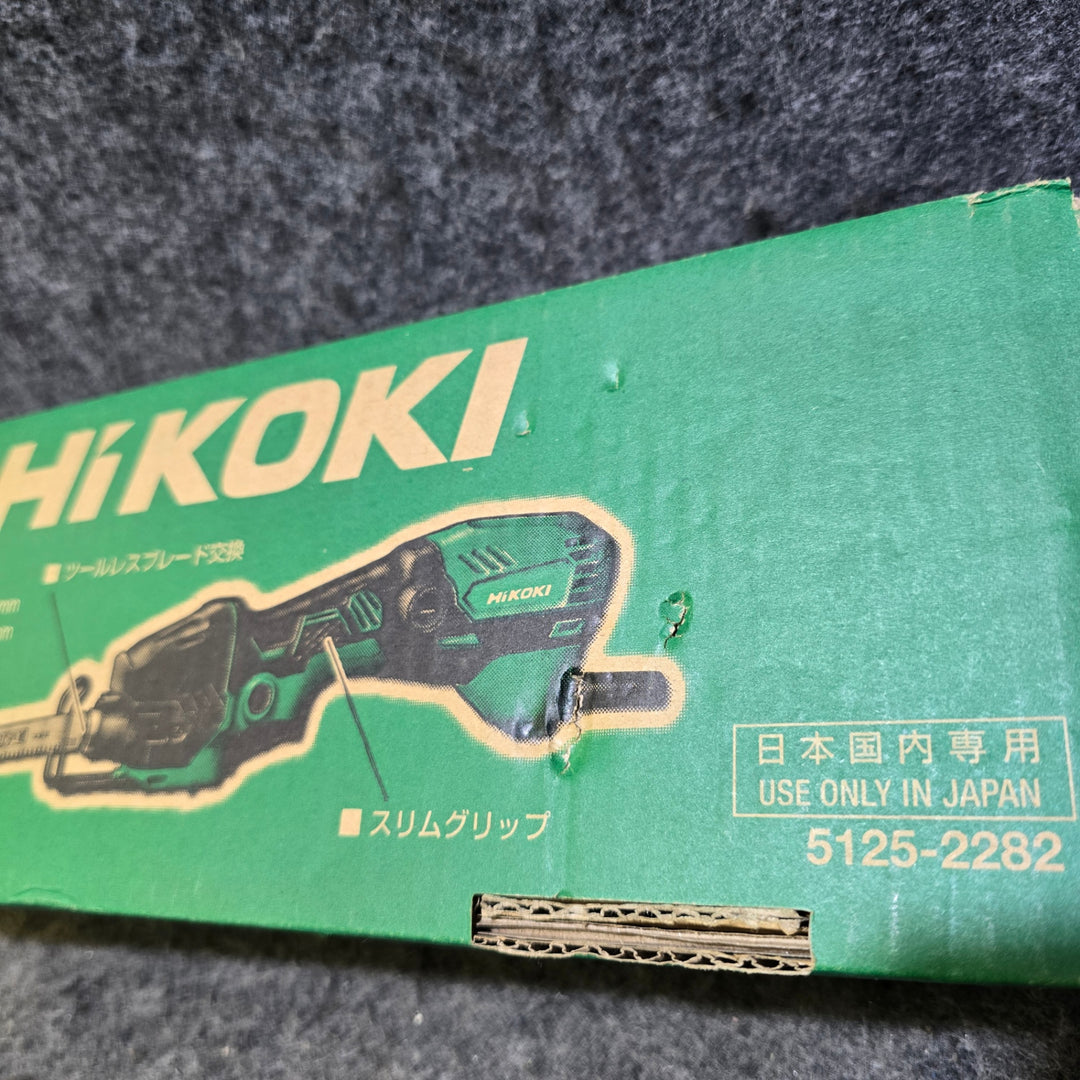 HiKOKI
■ツールレスブレード交換
mm
HiKOKI
■スリムグリップ
日本国内専用
USE ONLY IN JAPAN
5125-2282